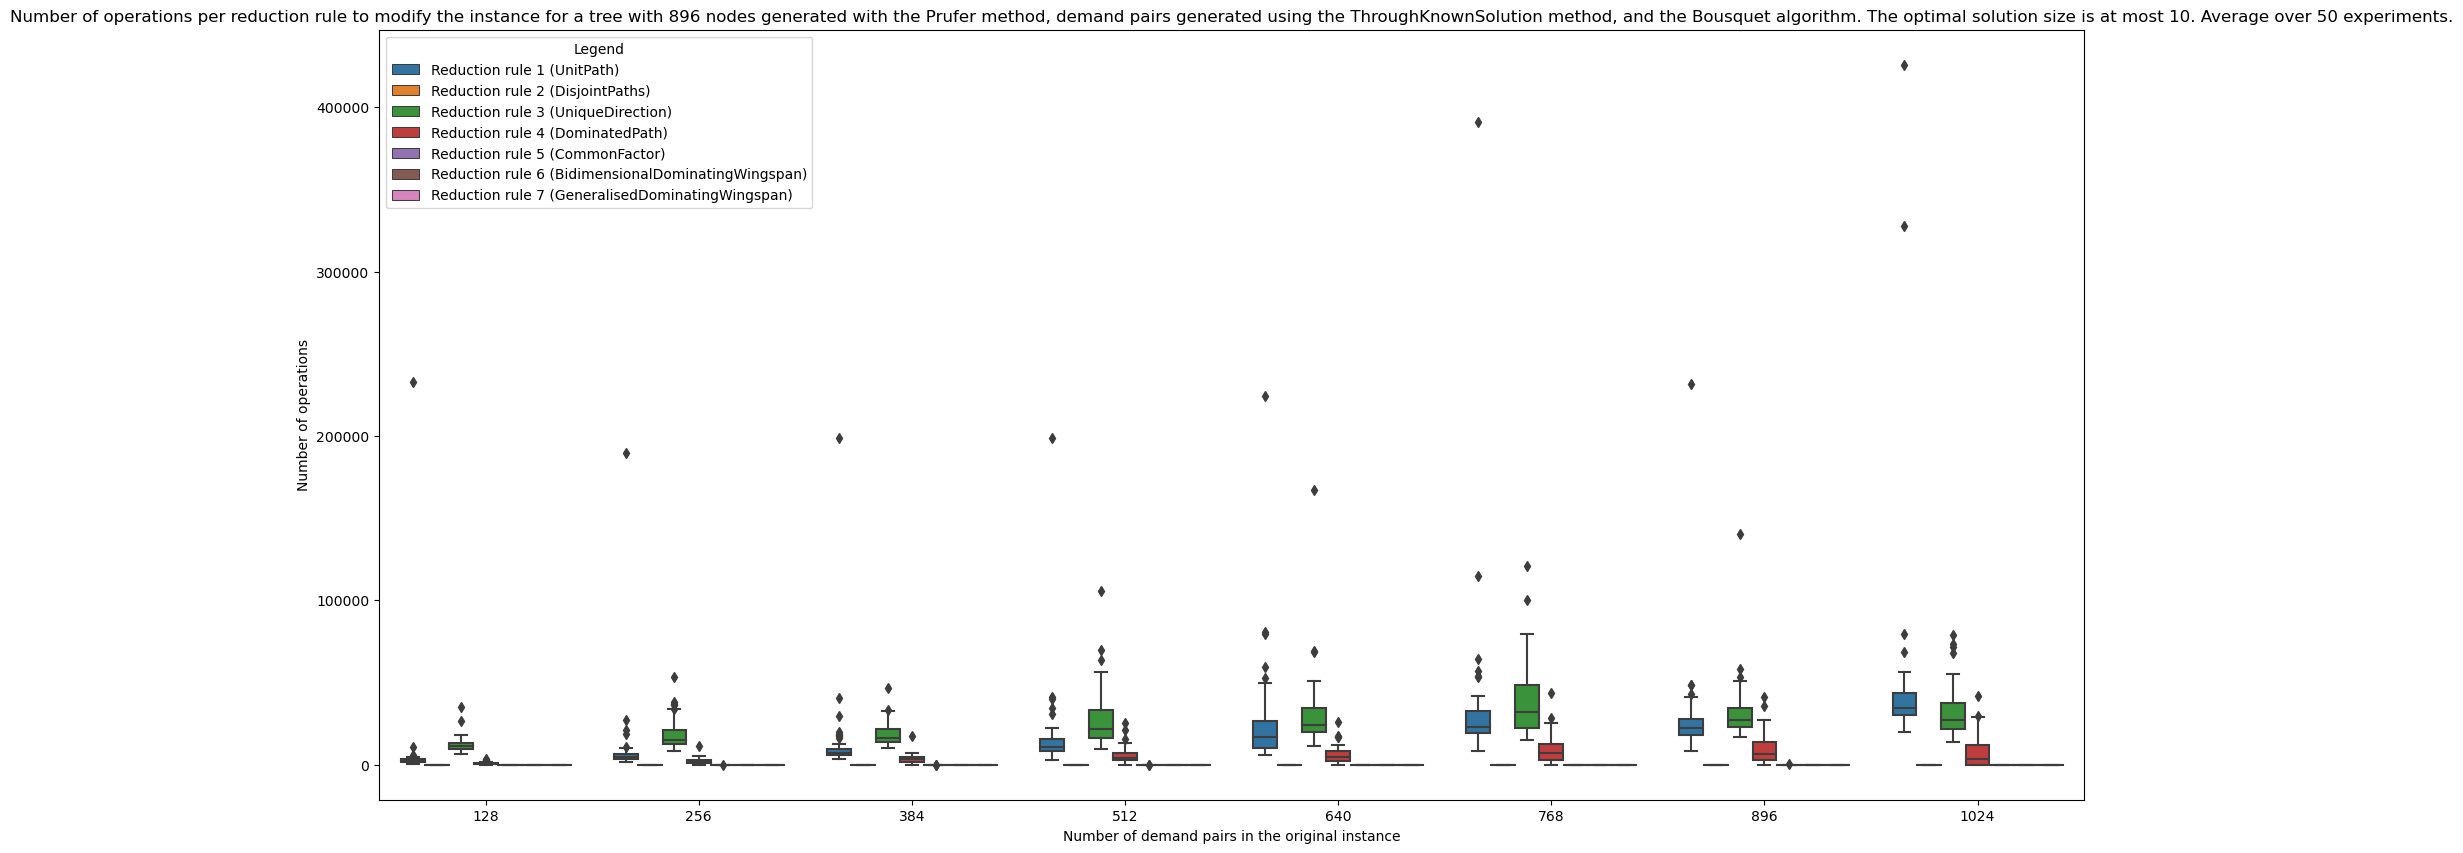 Number of operations per reduction rule to modify the instance for a tree with 896 nodes generated with the Prufer method, demand pairs generated using the ThroughKnownSolution method, and the Bousquet algorithm. The optimal solution size is at most 10. Average over 50 experiments.
Legend
Reduction rule 1 (UnitPath)
Reduction rule 2 (DisjointPaths)
Reduction rule 3 (UniqueDirection)
Reduction rule 4 (DominatedPath)
Reduction rule 5 (CommonFactor)
Reduction rule 6 (BidimensionalDominatingWingspan)
Reduction rule 7 (GeneralisedDominatingWingspan)
Number of operations
400000
300000
200000
100000
0
128 256 384 512 640 768 896 1024
Number of demand pairs in the original instance